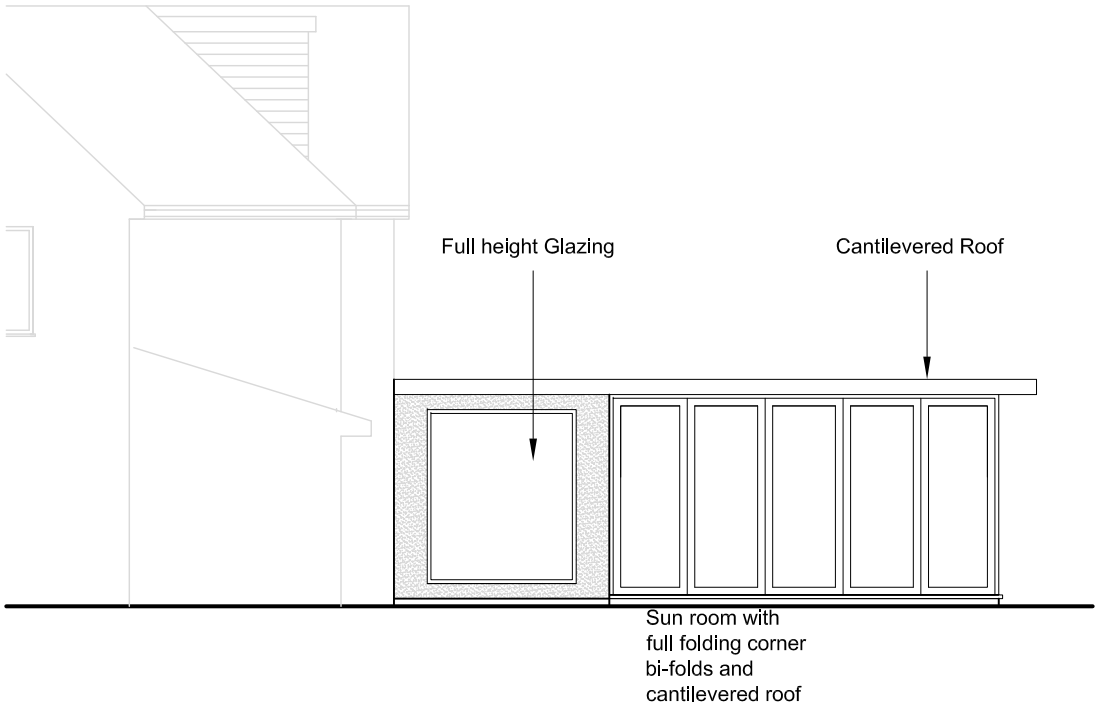 Full height Glazing
Cantilevered Roof
Sun room with
full folding corner
bi-folds and
cantilevered roof